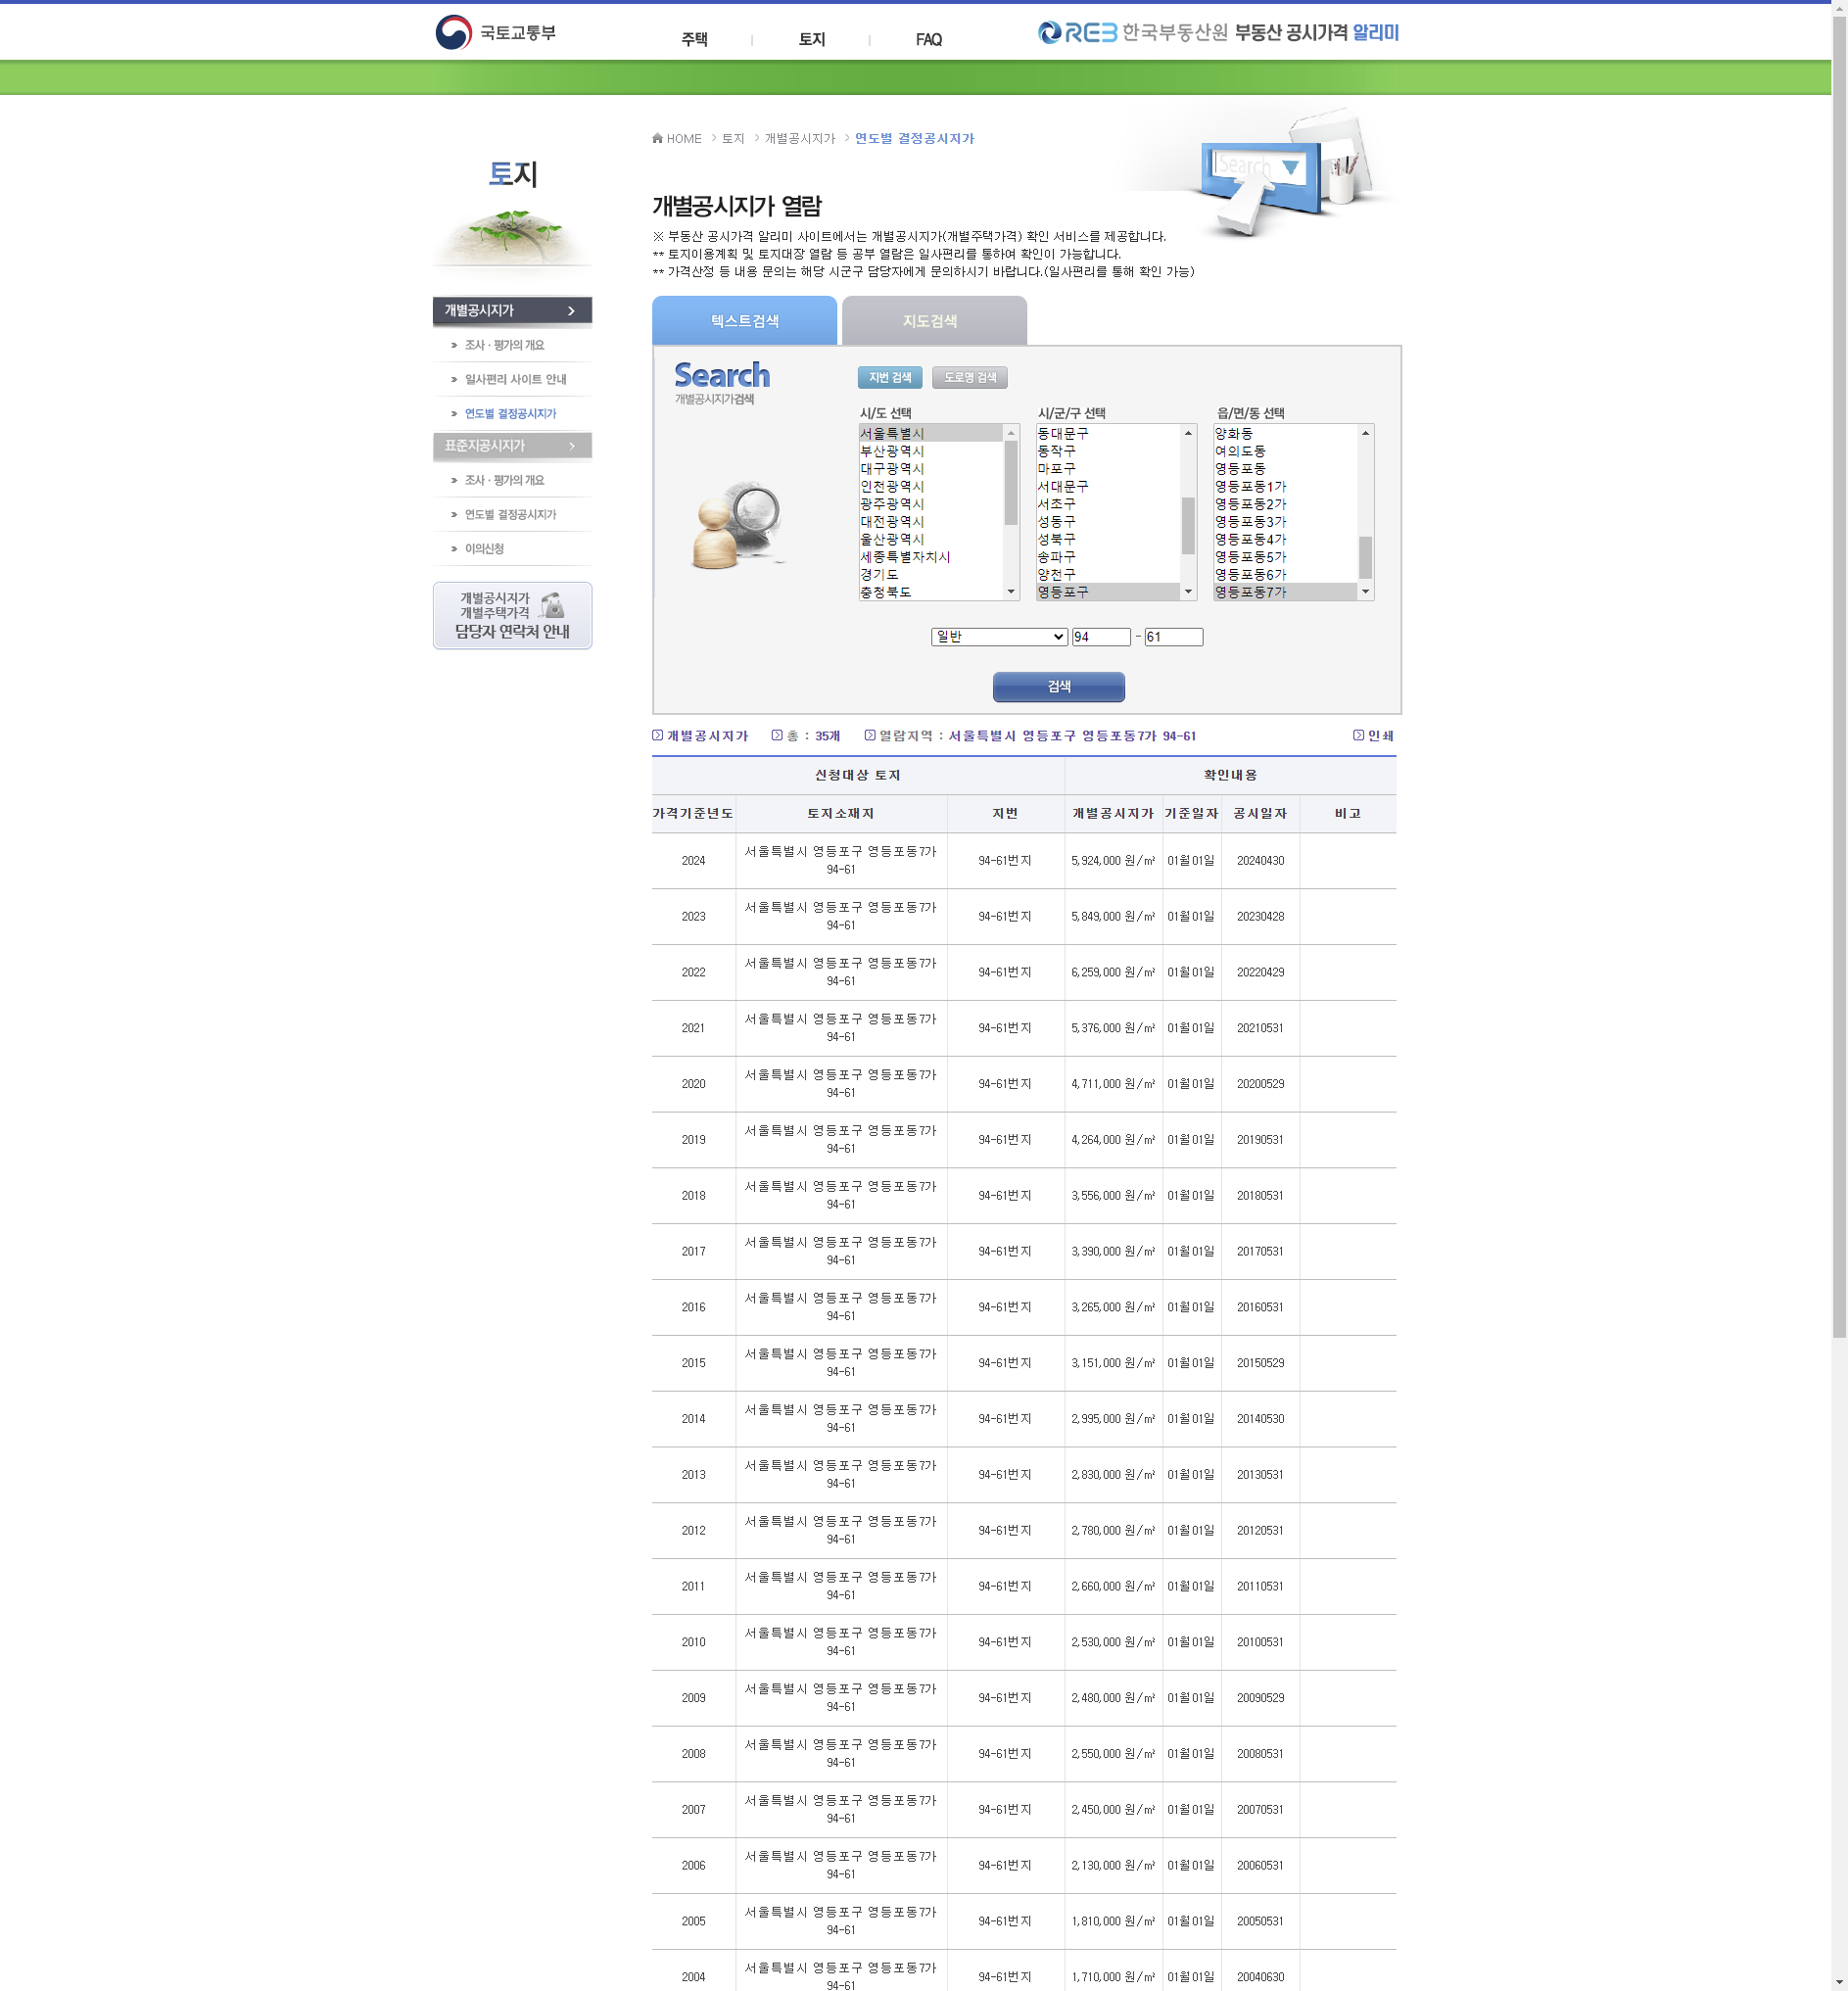 국토교통부
주택
토지
FAQ
REB 한국부동산원 부동산 공시가격 알리미
HOME > 토지 > 개별공시지가 > 연도별 결정공시지가
토지
개별공시지가
조사 · 평가의 개요
일사편리 사이트 안내
연도별 결정공시지가
표준지공시지가
조사 · 평가의 개요
연도별 결정공시지가
이의신청
개별공시지가
개별주택가격
담당자 연락처 안내
Search
개별공시지가 열람
※ 부동산 공시가격 알리미 사이트에서는 개별공시지가(개별주택가격) 확인 서비스를 제공합니다.
** 토지이용계획 및 토지대장 열람 등 공부 열람은 일사편리를 통하여 확인이 가능합니다.
** 가격산정 등 내용 문의는 해당 시군구 담당자에게 문의하시기 바랍니다.(일사편리를 통해 확인 가능)
텍스트검색
지도검색
Search
개별공시지가검색
지번 검색
도로명 검색
시/도 선택
서울특별시
부산광역시
대구광역시
인천광역시
광주광역시
대전광역시
울산광역시
세종특별자치시
경기도
충청북도
시/군/구 선택
동대문구
동작구
마포구
서대문구
서초구
성동구
성북구
송파구
양천구
영등포구
읍/면/동 선택
양화동
여의도동
영등포동
영등포동1가
영등포동2가
영등포동3가
영등포동4가
영등포동5가
영등포동6가
영등포동7가
일반 94 - 61
검색
개별공시지가 총 : 35개 열람지역 : 서울특별시 영등포구 영등포동7가 94-61 인쇄
신청대상 토지 확인내용
가격기준년도 토지소재지 지번 개별공시지가 기준일자 공시일자 비고
2024 서울특별시 영등포구 영등포동7가 94-61 94-61번지 5,924,000 원/㎡ 01월01일 20240430
2023 서울특별시 영등포구 영등포동7가 94-61 94-61번지 5,849,000 원/㎡ 01월01일 20230428
2022 서울특별시 영등포구 영등포동7가 94-61 94-61번지 6,259,000 원/㎡ 01월01일 20220429
2021 서울특별시 영등포구 영등포동7가 94-61 94-61번지 5,376,000 원/㎡ 01월01일 20210531
2020 서울특별시 영등포구 영등포동7가 94-61 94-61번지 4,711,000 원/㎡ 01월01일 20200529
2019 서울특별시 영등포구 영등포동7가 94-61 94-61번지 4,264,000 원/㎡ 01월01일 20190531
2018 서울특별시 영등포구 영등포동7가 94-61 94-61번지 3,556,000 원/㎡ 01월01일 20180531
2017 서울특별시 영등포구 영등포동7가 94-61 94-61번지 3,390,000 원/㎡ 01월01일 20170531
2016 서울특별시 영등포구 영등포동7가 94-61 94-61번지 3,265,000 원/㎡ 01월01일 20160531
2015 서울특별시 영등포구 영등포동7가 94-61 94-61번지 3,151,000 원/㎡ 01월01일 20150529
2014 서울특별시 영등포구 영등포동7가 94-61 94-61번지 2,995,000 원/㎡ 01월01일 20140530
2013 서울특별시 영등포구 영등포동7가 94-61 94-61번지 2,830,000 원/㎡ 01월01일 20130531
2012 서울특별시 영등포구 영등포동7가 94-61 94-61번지 2,780,000 원/㎡ 01월01일 20120531
2011 서울특별시 영등포구 영등포동7가 94-61 94-61번지 2,660,000 원/㎡ 01월01일 20110531
2010 서울특별시 영등포구 영등포동7가 94-61 94-61번지 2,530,000 원/㎡ 01월01일 20100531
2009 서울특별시 영등포구 영등포동7가 94-61 94-61번지 2,480,000 원/㎡ 01월01일 20090529
2008 서울특별시 영등포구 영등포동7가 94-61 94-61번지 2,550,000 원/㎡ 01월01일 20080531
2007 서울특별시 영등포구 영등포동7가 94-61 94-61번지 2,450,000 원/㎡ 01월01일 20070531
2006 서울특별시 영등포구 영등포동7가 94-61 94-61번지 2,130,000 원/㎡ 01월01일 20060531
2005 서울특별시 영등포구 영등포동7가 94-61 94-61번지 1,810,000 원/㎡ 01월01일 20050531
2004 서울특별시 영등포구 영등포동7가 94-61 94-61번지 1,710,000 원/㎡ 01월01일 20040630